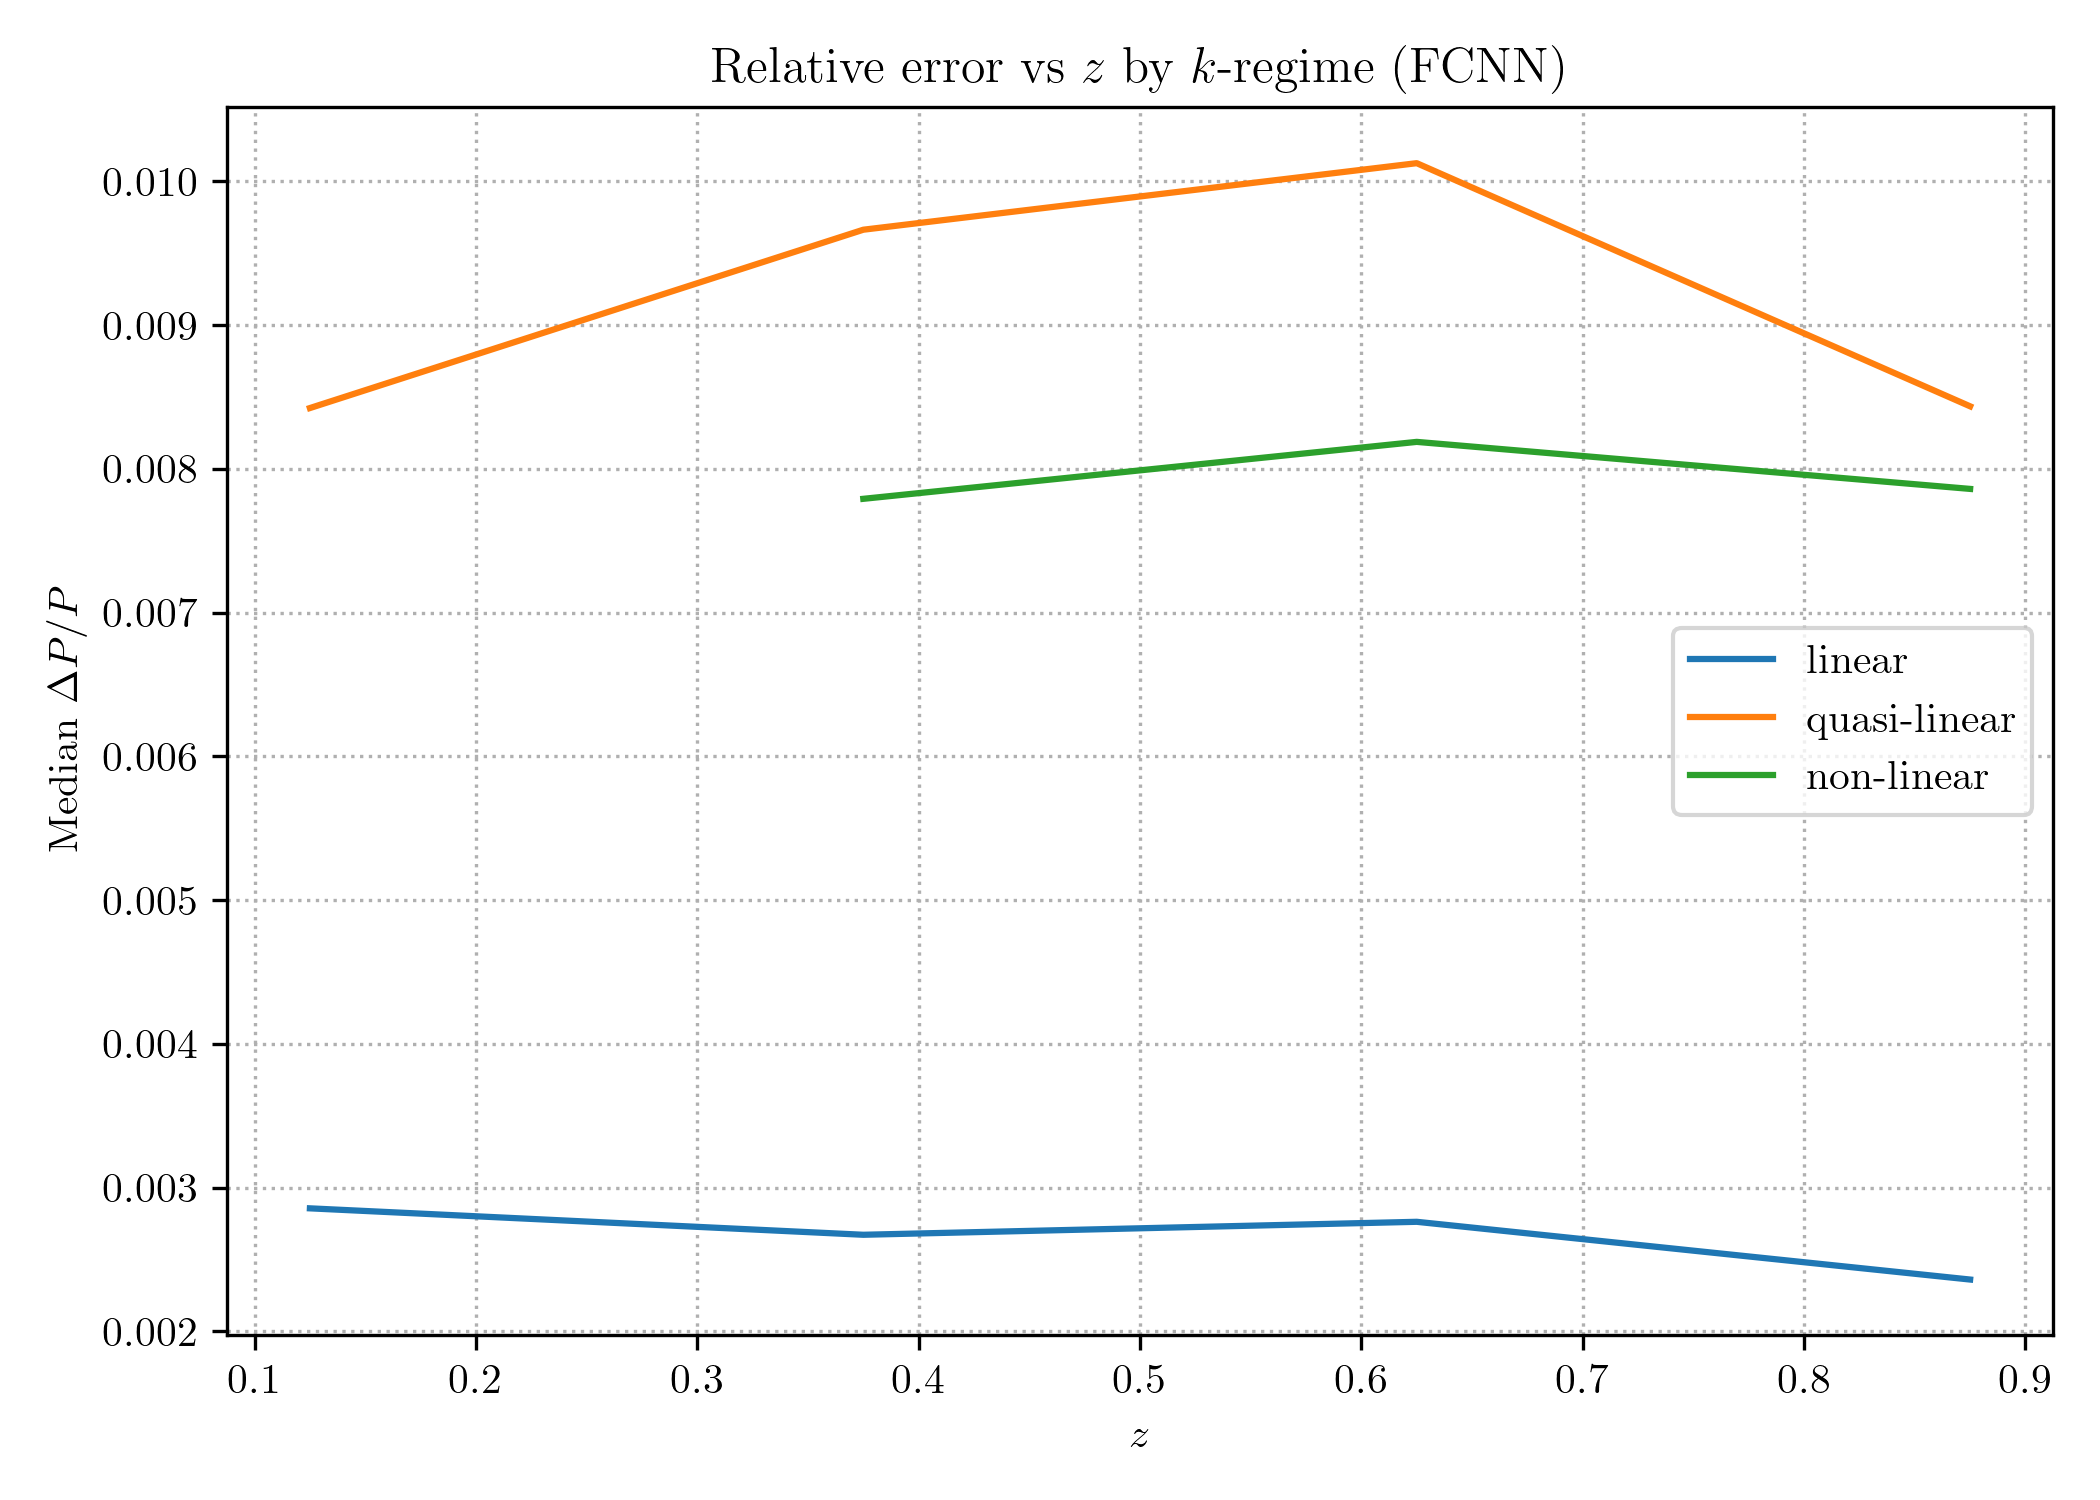 Relative error vs z by k-regime (FCNN)
Median ΔP/P
0.010
0.009
0.008
0.007
0.006
0.005
0.004
0.003
0.002
linear
quasi-linear
non-linear
0.1 0.2 0.3 0.4 0.5 0.6 0.7 0.8 0.9
z